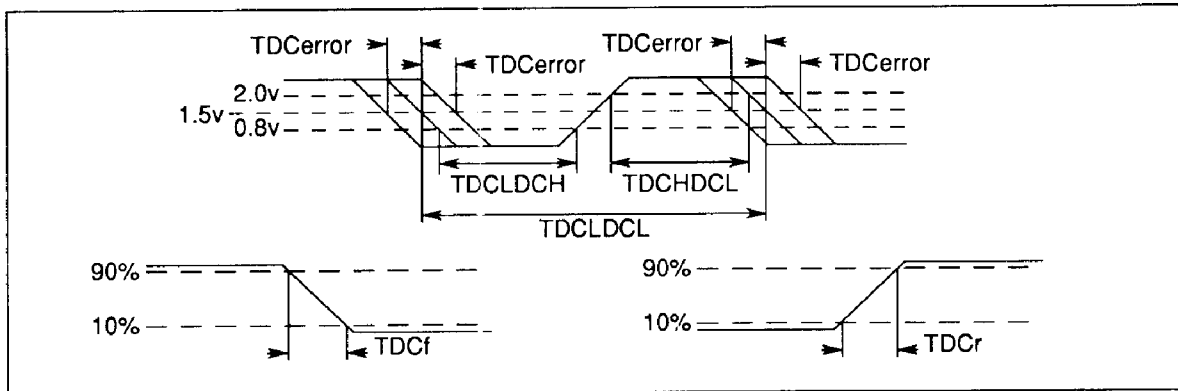 TDCerror
TDCerror
TDCerror
TDCerror
2.0v
1.5v
0.8v
TDCLDCH
TDCHDCL
TDCLDCL
90%
10%
TDCf
90%
10%
TDCr